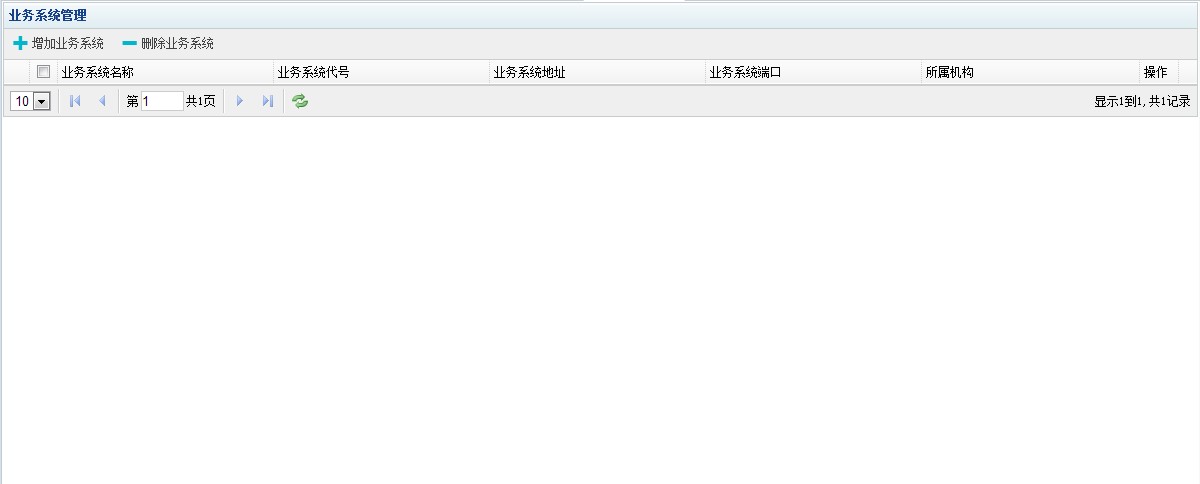 业务系统管理
增加业务系统 删除业务系统
业务系统名称 业务系统代号 业务系统地址 业务系统端口 所属机构 操作
10 第 1 共1页 显示1到1, 共1记录